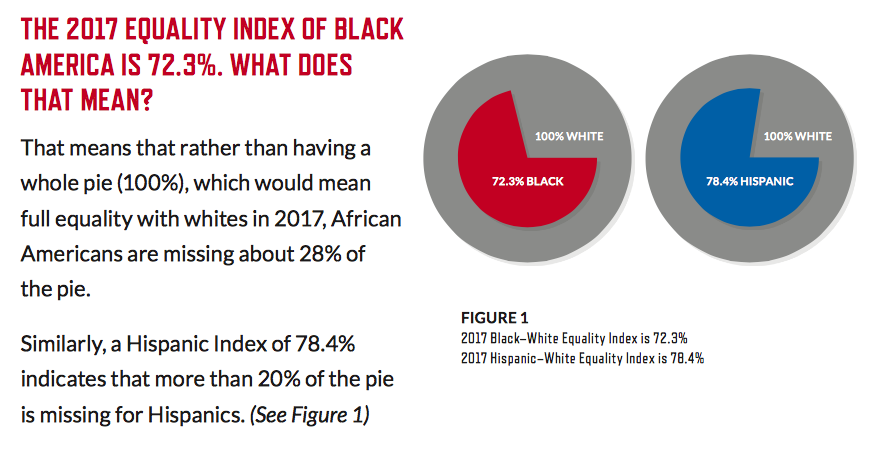 THE 2017 EQUALITY INDEX OF BLACK
AMERICA IS 72.3%. WHAT DOES
THAT MEAN?
That means that rather than having a
whole pie (100%), which would mean
full equality with whites in 2017, African
Americans are missing about 28% of
the pie.
Similarly, a Hispanic Index of 78.4%
indicates that more than 20% of the pie
is missing for Hispanics. (See Figure 1)
100% WHITE
72.3% BLACK
100% WHITE
78.4% HISPANIC
FIGURE 1
2017 Black–White Equality Index is 72.3%
2017 Hispanic–White Equality Index is 78.4%